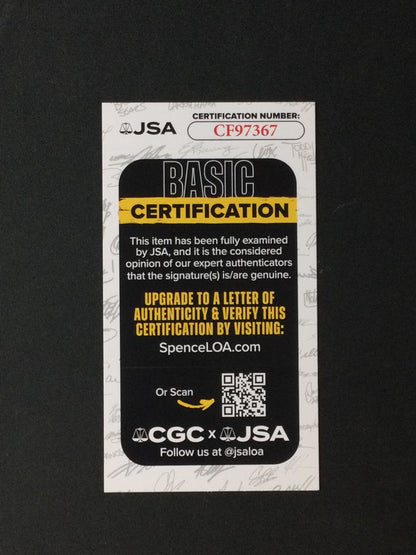 CERTIFICATION NUMBER:
JSA
CF97367
BASIC
CERTIFICATION
This item has been fully examined
by JSA, and it is the considered
opinion of our expert authenticators
that the signature(s) is/are genuine.
UPGRADE TO A LETTER OF
AUTHENTICITY & VERIFY THIS
CERTIFICATION BY VISITING:
SpenceLOA.com
Or Scan
CGC x JSA
Follow us at @jsaloa